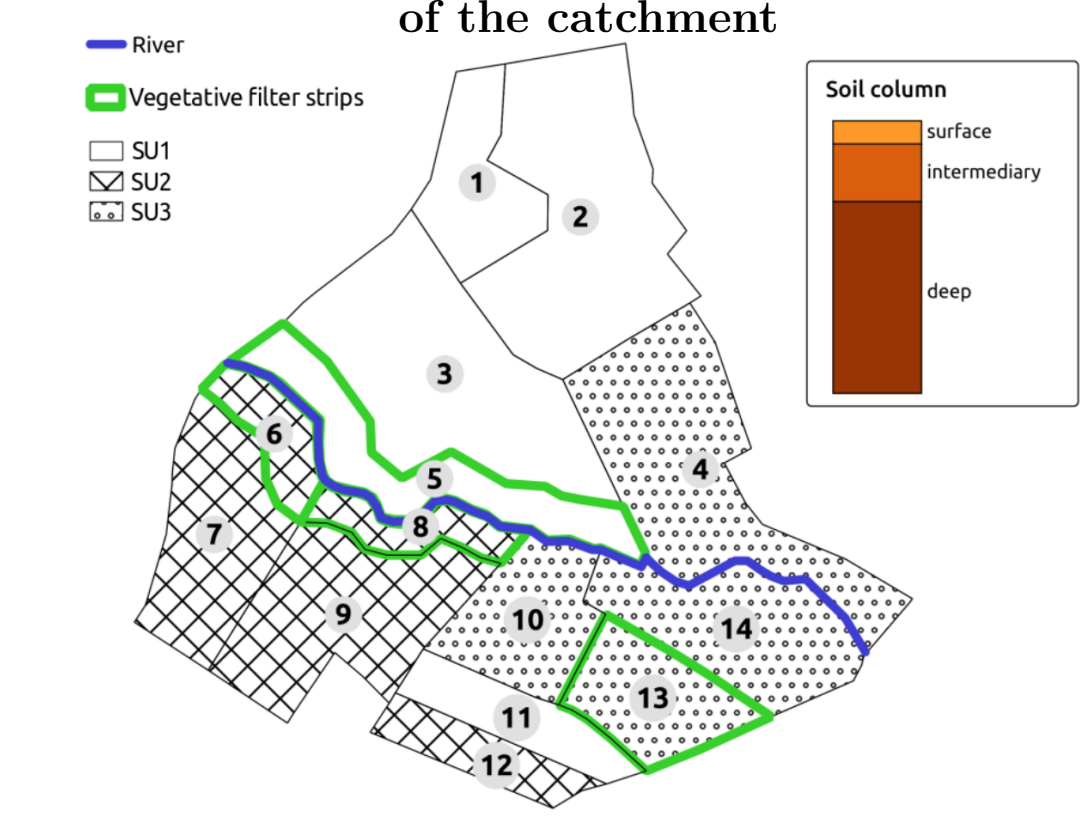 of the catchment
River
Vegetative filter strips
SU1
SU2
SU3
Soil column
surface
intermediary
deep
1
2
3
4
5
6
7
8
9
10
11
12
13
14